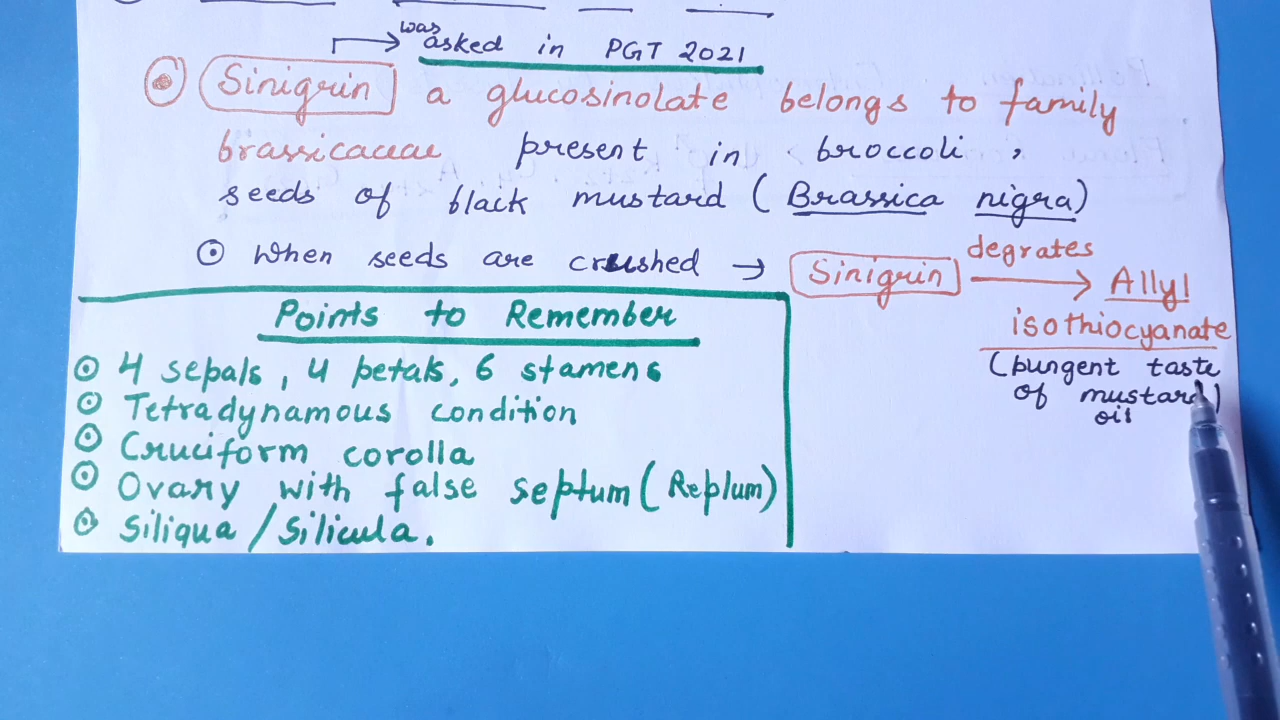 was
asked in PGT 2021
Sinigrin a glucosinolate belongs to family
brassicaceae present in broccoli,
seeds of black mustard (Brassica nigra)
When seeds are crushed → Sinigrin degrates → Allyl
isothiocyanate
(pungent taste
of mustard)
oil
Points to Remember
4 sepals, 4 petals, 6 stamens
Tetradynamous condition
Cruciform corolla
Ovary with false septum (Replum)
Siliqua / Silicula.